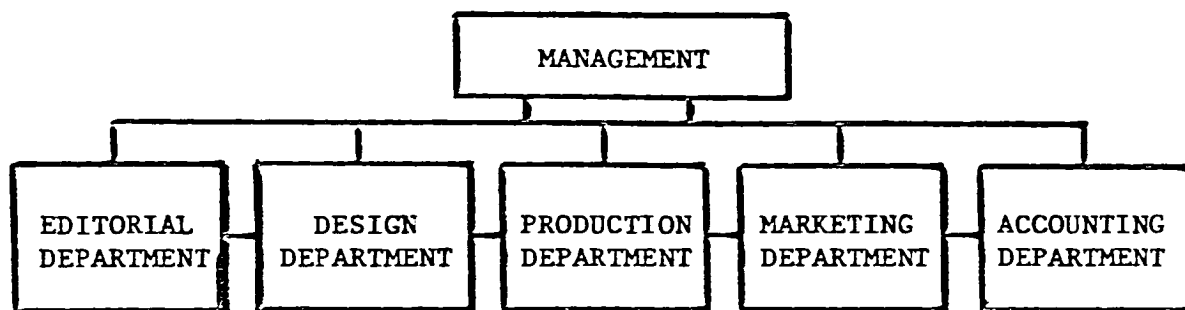 MANAGEMENT
EDITORIAL
DEPARTMENT
DESIGN
DEPARTMENT
PRODUCTION
DEPARTMENT
MARKETING
DEPARTMENT
ACCOUNTING
DEPARTMENT